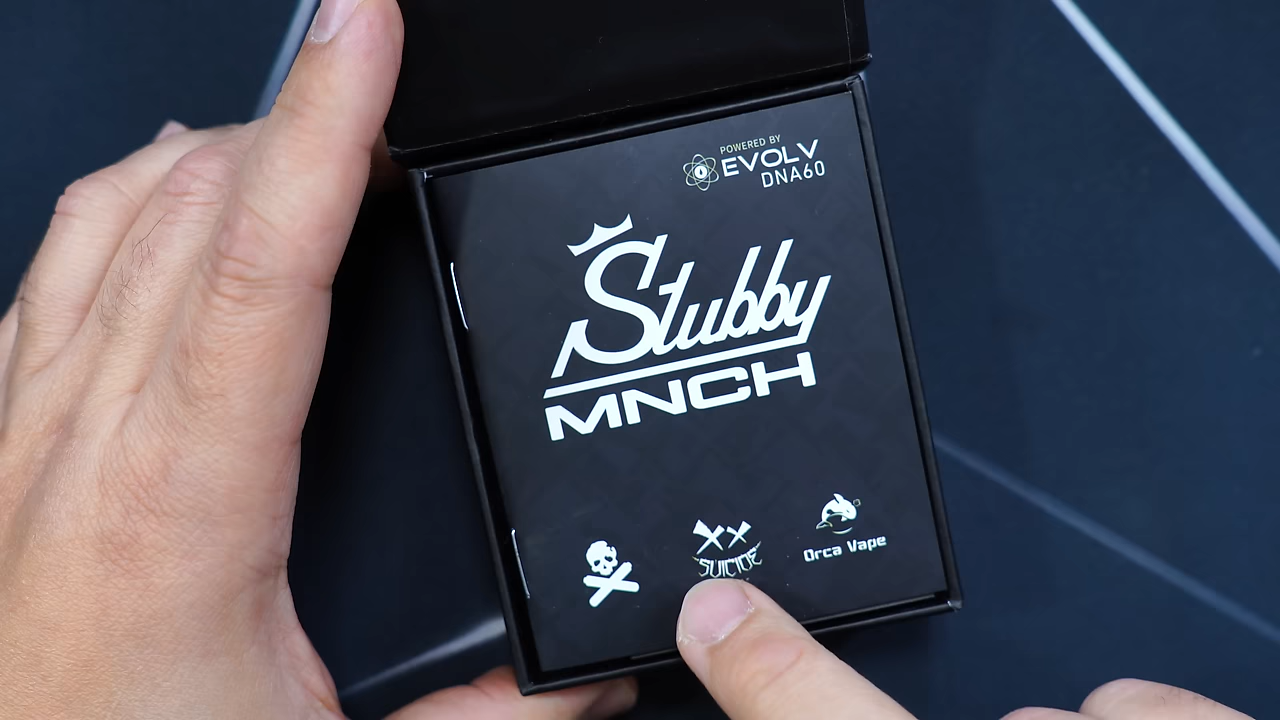 POWERED BY
EVOLV
DNA60
Stubby
MNCH
SUICIDE
Orca Vape